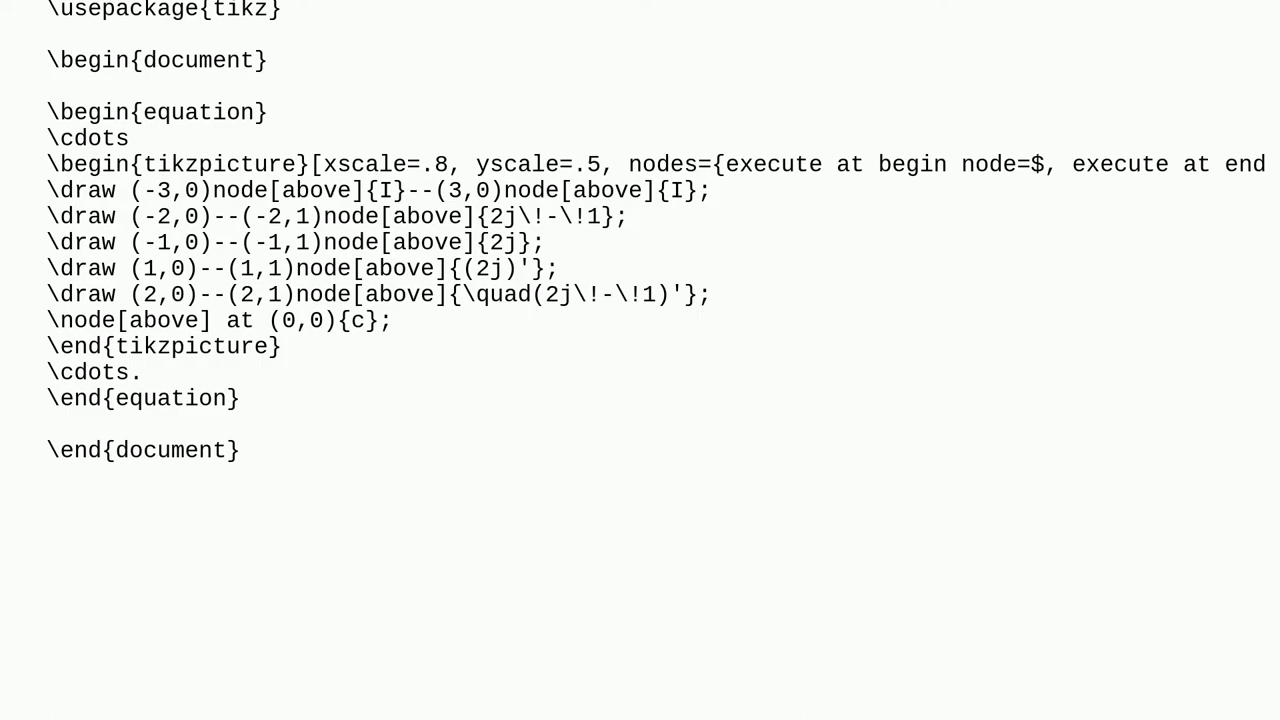 \usepackage{tikz}
\begin{document}
\begin{equation}
\cdots
\begin{tikzpicture}[xscale=.8, yscale=.5, nodes={execute at begin node=$, execute at end
\draw (-3,0)node[above]{I}--(3,0)node[above]{I};
\draw (-2,0)--(-2,1)node[above]{2j\!-\!1};
\draw (-1,0)--(-1,1)node[above]{2j};
\draw (1,0)--(1,1)node[above]{(2j)'};
\draw (2,0)--(2,1)node[above]{\quad(2j\!-\!1)'};
\node[above] at (0,0){c};
\end{tikzpicture}
\cdots.
\end{equation}
\end{document}